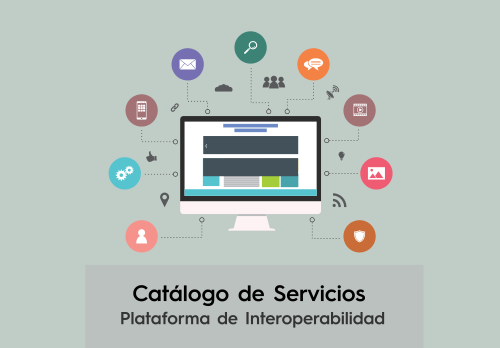 Catálogo de Servicios
Plataforma de Interoperabilidad